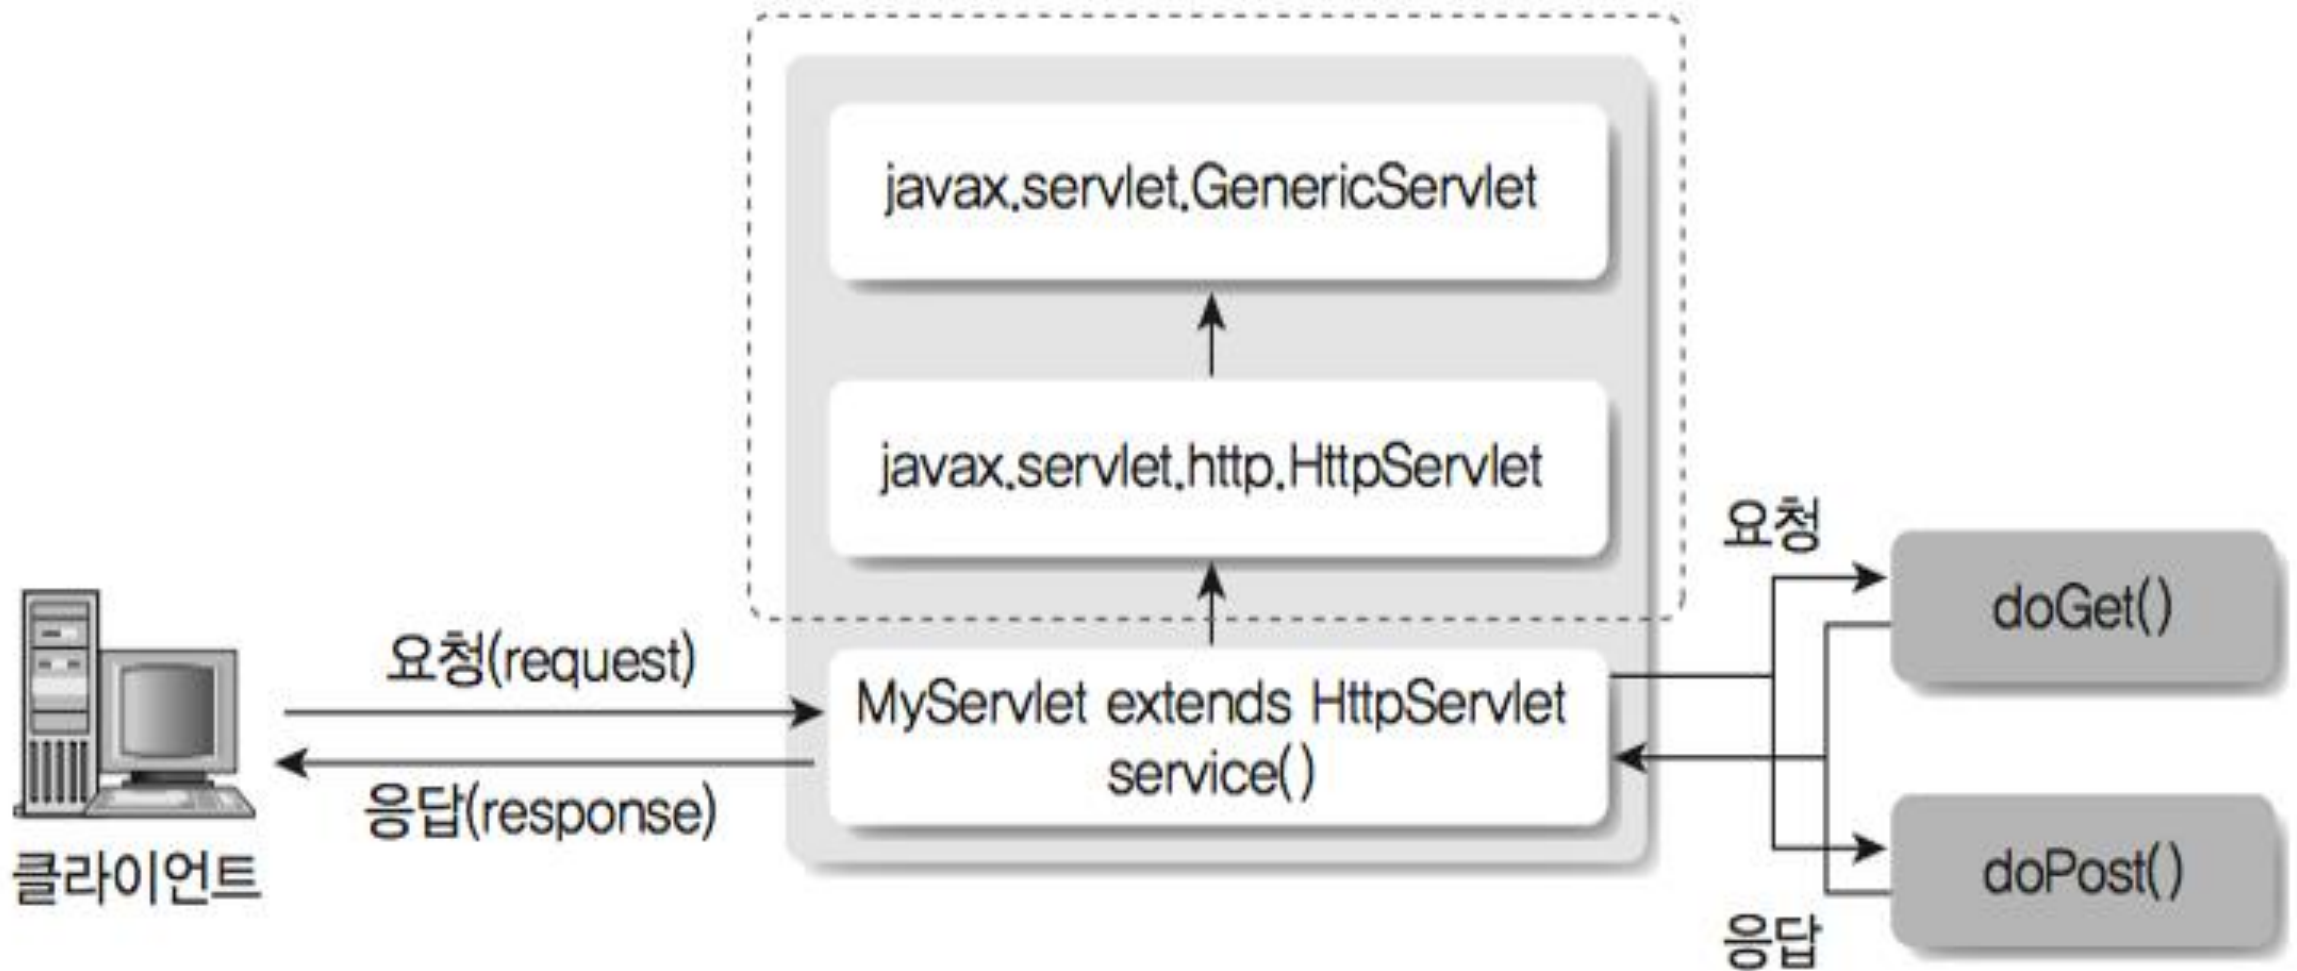 javax.servlet.GenericServlet
javax.servlet.http.HttpServlet
요청
doGet()
요청(request)
MyServlet extends HttpServlet
service()
응답(response)
클라이언트
doPost()
응답